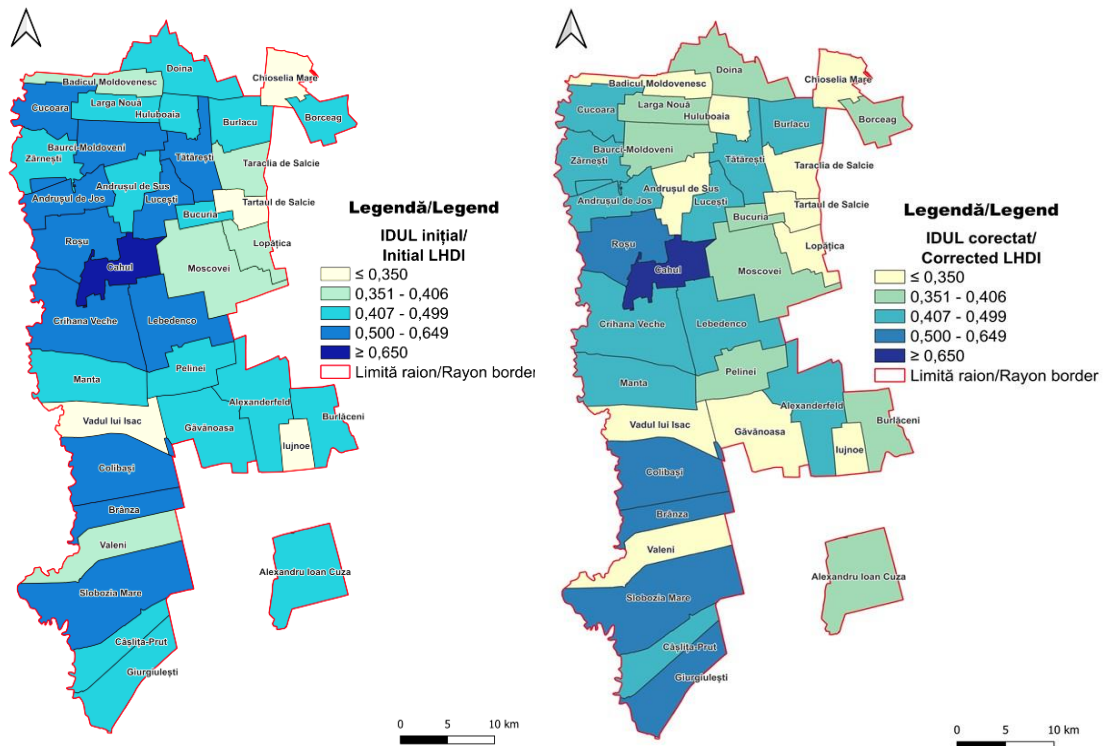 Doina
Chioselia Mare
Badicul Moldovenesc
Cucoara
Larga Nouă
Huluboaia
Borceag
Burlacu
Baurci-Moldoveni
Zârnești
Tătărești
Taraclia de Salcie
Andrușul de Sus
Andrușul de Jos
Lucești
Tartaul de Salcie
Bucuria
Roșu
Lopățica
Cahul
Moscovei
Crihana Veche
Lebedenco
Pelinei
Manta
Alexanderfeld
Burlăceni
Vadul lui Isac
Găvănoasa
Iujnoe
Colibași
Brânza
Valeni
Alexandru Ioan Cuza
Slobozia Mare
Câșlița-Prut
Giurgiulești
Legendă/Legend
IDUL inițial/
Initial LHDI
≤ 0,350
0,351 - 0,406
0,407 - 0,499
0,500 - 0,649
≥ 0,650
Limită raion/Rayon border
0 5 10 km
Doina
Chioselia Mare
Badicul Moldovenesc
Cucoara
Larga Nouă
Huluboaia
Borceag
Burlacu
Baurci-Moldoveni
Zârnești
Tătărești
Taraclia de Salcie
Andrușul de Sus
Andrușul de Jos
Lucești
Tartaul de Salcie
Bucuria
Roșu
Lopățica
Cahul
Moscovei
Crihana Veche
Lebedenco
Pelinei
Manta
Alexanderfeld
Burlăceni
Vadul lui Isac
Găvănoasa
Iujnoe
Colibași
Brânza
Valeni
Alexandru Ioan Cuza
Slobozia Mare
Câșlița-Prut
Giurgiulești
Legendă/Legend
IDUL corectat/
Corrected LHDI
≤ 0,350
0,351 - 0,406
0,407 - 0,499
0,500 - 0,649
≥ 0,650
Limită raion/Rayon border
0 5 10 km